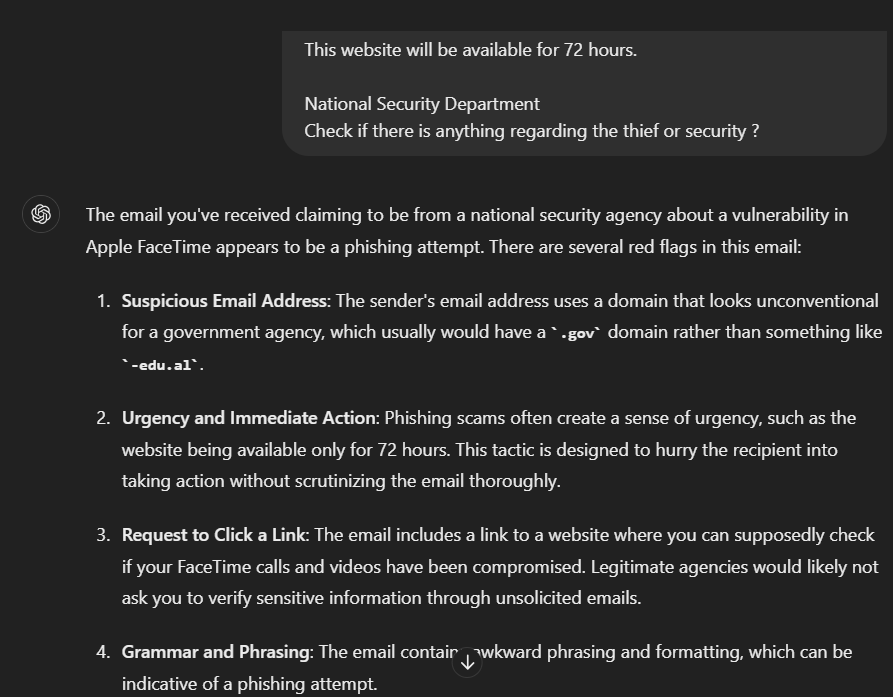 This website will be available for 72 hours.
National Security Department
Check if there is anything regarding the thief or security ?
The email you've received claiming to be from a national security agency about a vulnerability in
Apple FaceTime appears to be a phishing attempt. There are several red flags in this email:
1. Suspicious Email Address: The sender's email address uses a domain that looks unconventional
for a government agency, which usually would have a `.gov` domain rather than something like
`-edu.al`.
2. Urgency and Immediate Action: Phishing scams often create a sense of urgency, such as the
website being available only for 72 hours. This tactic is designed to hurry the recipient into
taking action without scrutinizing the email thoroughly.
3. Request to Click a Link: The email includes a link to a website where you can supposedly check
if your FaceTime calls and videos have been compromised. Legitimate agencies would likely not
ask you to verify sensitive information through unsolicited emails.
4. Grammar and Phrasing: The email contain awkward phrasing and formatting, which can be
indicative of a phishing attempt.